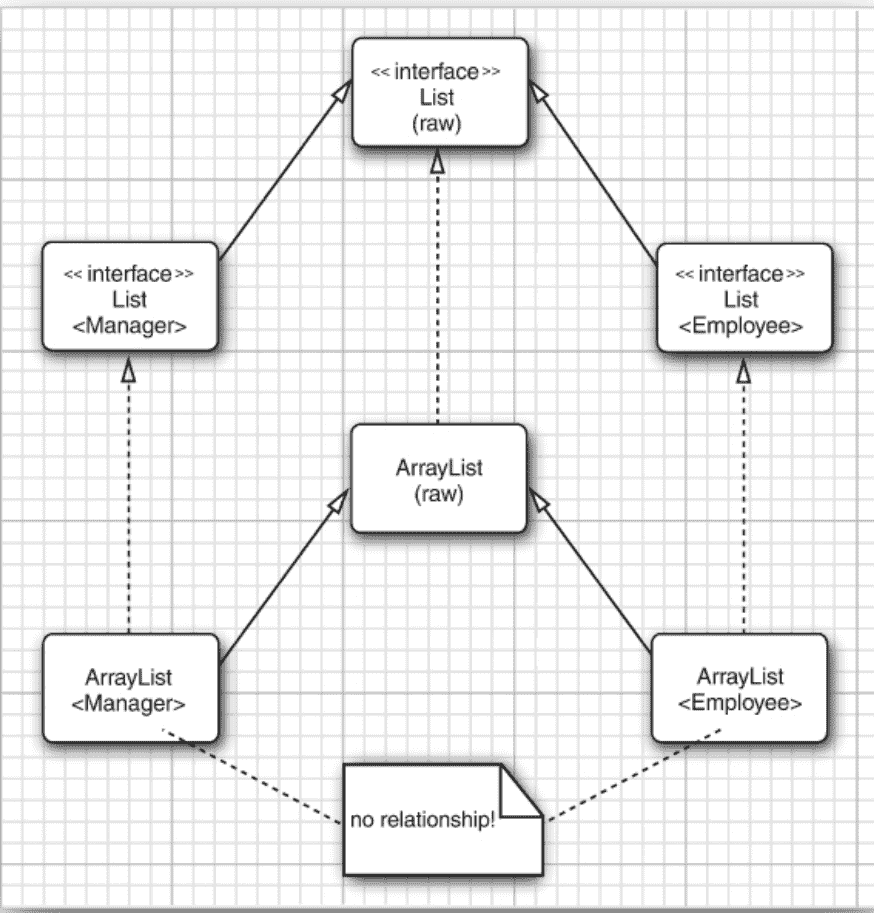 << interface >>
List
(raw)
<< interface >>
List
<Manager>
<< interface >>
List
<Employee>
ArrayList
(raw)
ArrayList
<Manager>
ArrayList
<Employee>
no relationship!